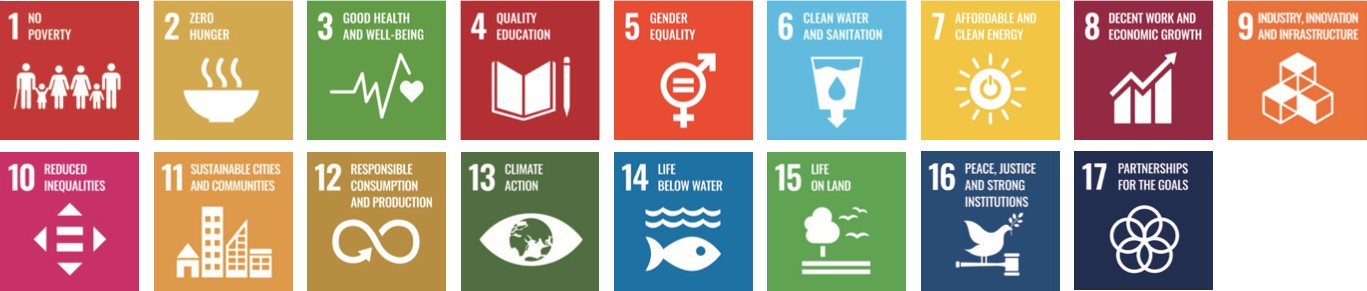 1 NO
POVERTY
2 ZERO
HUNGER
3 GOOD HEALTH
AND WELL-BEING
4 QUALITY
EDUCATION
5 GENDER
EQUALITY
6 CLEAN WATER
AND SANITATION
7 AFFORDABLE AND
CLEAN ENERGY
8 DECENT WORK AND
ECONOMIC GROWTH
9 INDUSTRY, INNOVATION
AND INFRASTRUCTURE
10 REDUCED
INEQUALITIES
11 SUSTAINABLE CITIES
AND COMMUNITIES
12 RESPONSIBLE
CONSUMPTION
AND PRODUCTION
13 CLIMATE
ACTION
14 LIFE
BELOW WATER
15 LIFE
ON LAND
16 PEACE, JUSTICE
AND STRONG
INSTITUTIONS
17 PARTNERSHIPS
FOR THE GOALS